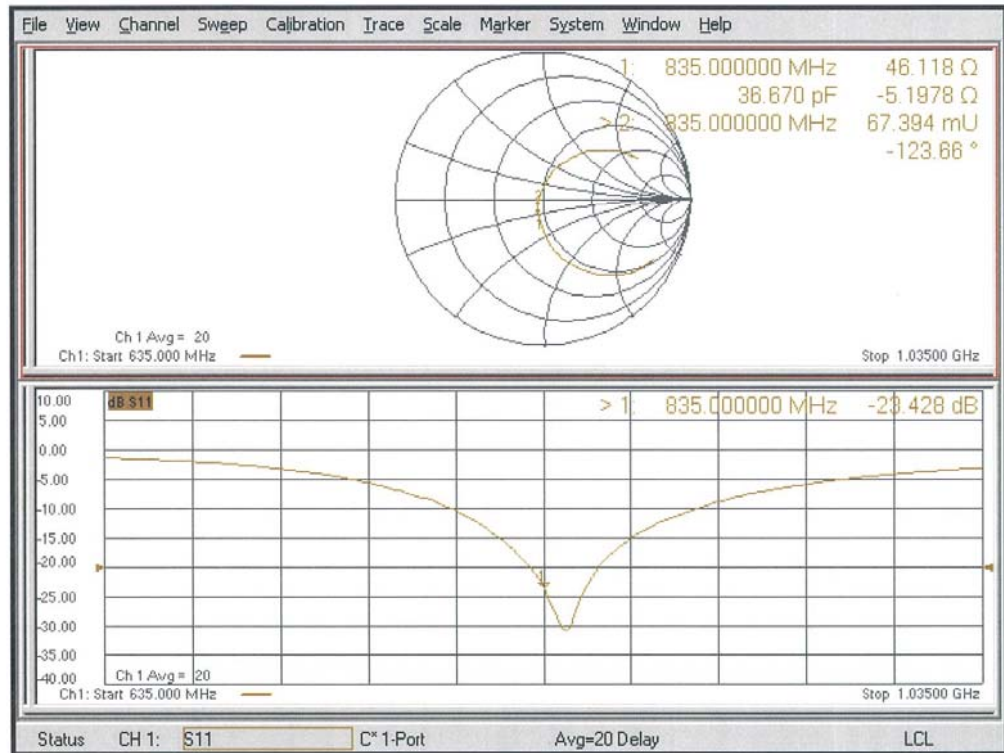 File View Channel Sweep Calibration Trace Scale Marker System Window Help
1: 835.000000 MHz 46.118 Ω
36.670 pF -5.1978 Ω
> 2: 835.000000 MHz 67.394 mU
-123.66 °
2
Ch 1 Avg = 20
Ch1: Start 635.000 MHz Stop 1.03500 GHz
10.00 dB S11 > 1: 835.000000 MHz -23.428 dB
5.00
0.00
-5.00
-10.00
-15.00
-20.00
1
-25.00
-30.00
-35.00
-40.00 Ch 1 Avg = 20
Ch1: Start 635.000 MHz Stop 1.03500 GHz
Status CH 1: S11 C* 1-Port Avg=20 Delay LCL